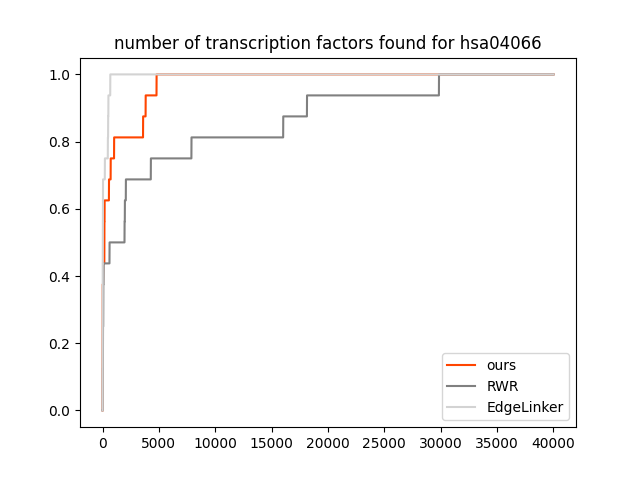 number of transcription factors found for hsa04066
1.0
0.8
0.6
0.4
0.2
0.0
ours
RWR
EdgeLinker
0 5000 10000 15000 20000 25000 30000 35000 40000